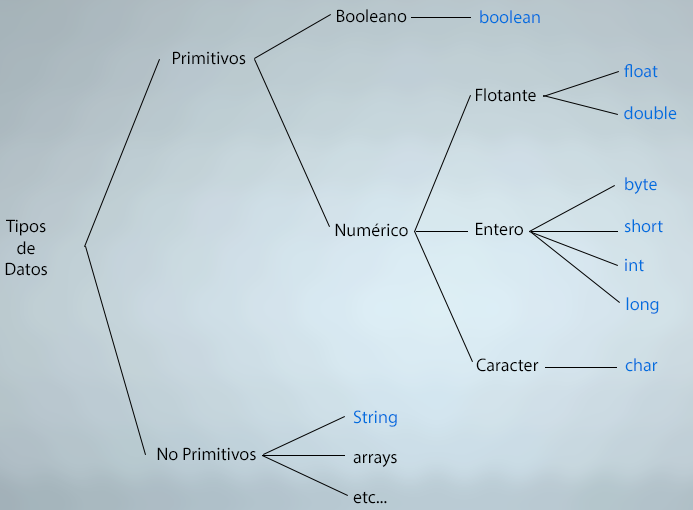 Tipos
de
Datos
Primitivos
Booleano
boolean
Numérico
Flotante
float
double
Entero
byte
short
int
long
Caracter
char
No Primitivos
String
arrays
etc...